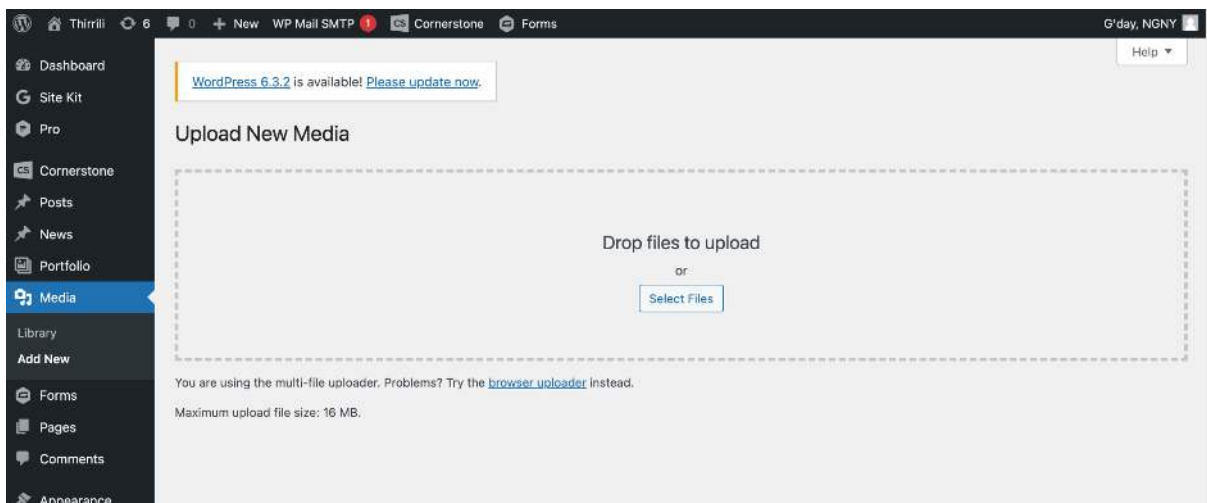 Thirrili 6 0 + New WP Mail SMTP 1 CS Cornerstone Forms G'day, NGNY
Help ▼
Dashboard
Site Kit
Pro
CS Cornerstone
Posts
News
Portfolio
Media
Library
Add New
Forms
Pages
Comments
Appearance
WordPress 6.3.2 is available! Please update now.
Upload New Media
Drop files to upload
or
Select Files
You are using the multi-file uploader. Problems? Try the browser uploader instead.
Maximum upload file size: 16 MB.